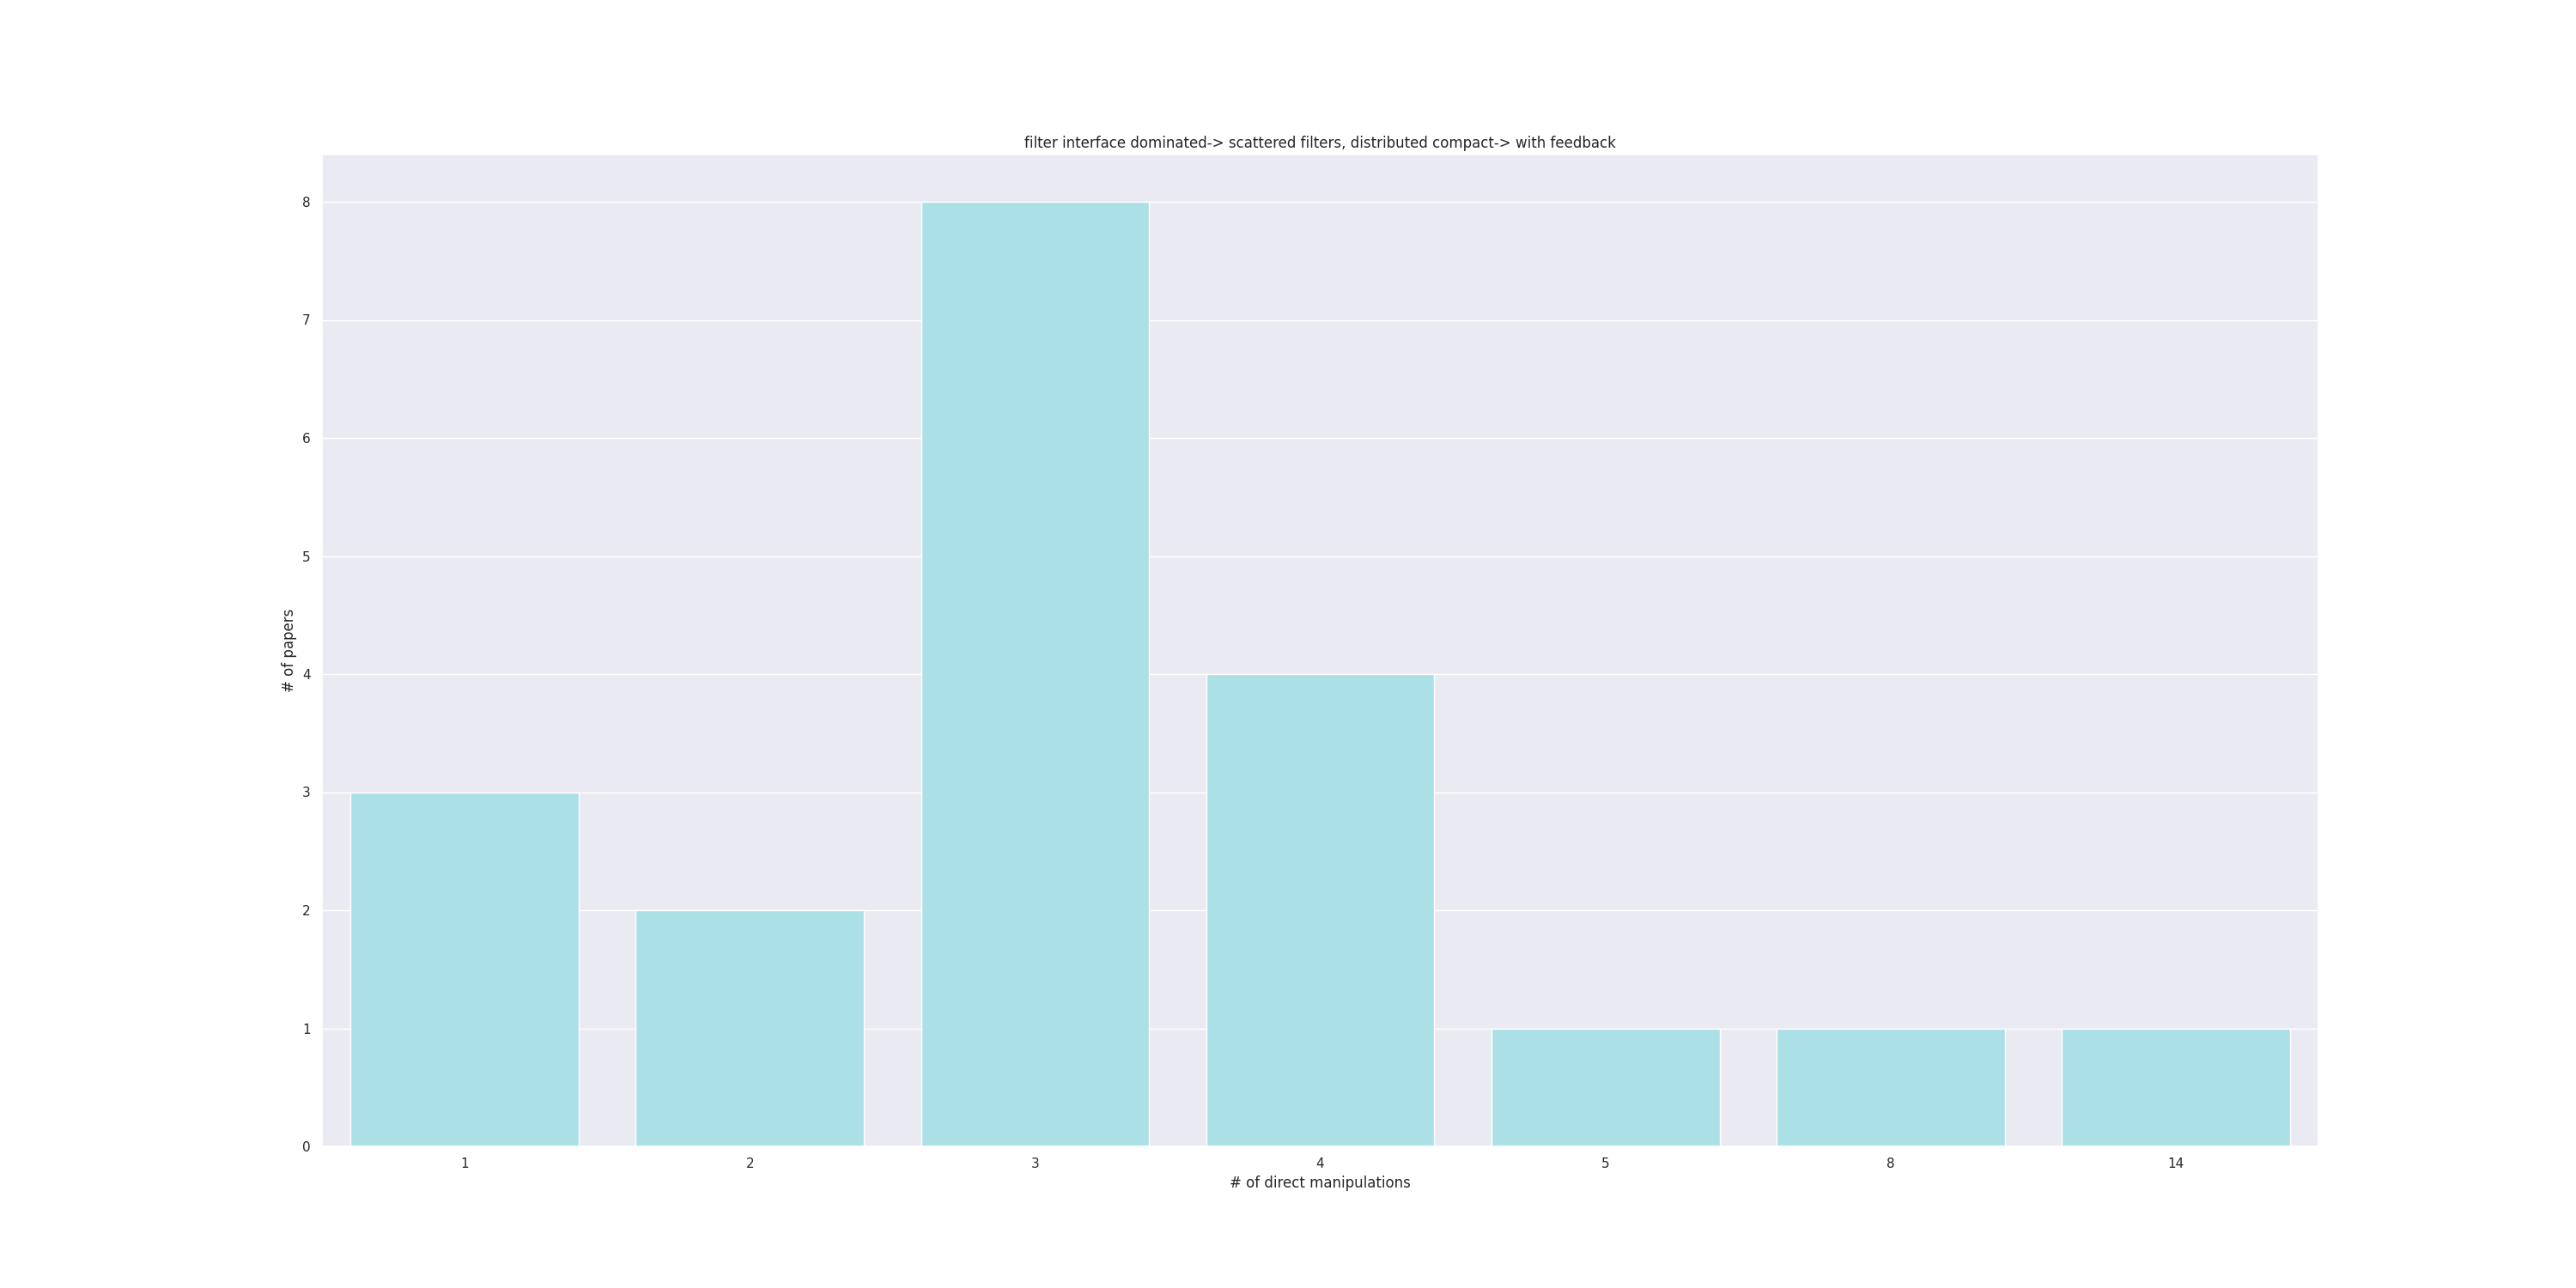 filter interface dominated-> scattered filters, distributed compact-> with feedback
8
7
6
5
4
3
2
1
0
# of papers
1 2 3 4 5 8 14
# of direct manipulations